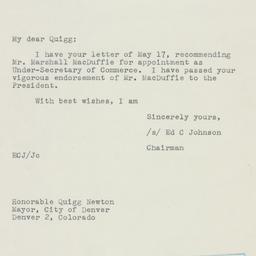 My dear Quigg:
I have your letter of May 17, recommending
Mr. Marshall MacDuffie for appointment as
Under-Secretary of Commerce. I have passed your
vigorous endorsement of Mr. MacDuffie to the
President.
With best wishes, I am
Sincerely yours,
/s/ Ed C Johnson
Chairman
ECJ/Jc
Honorable Quigg Newton
Mayor, City of Denver
Denver 2, Colorado